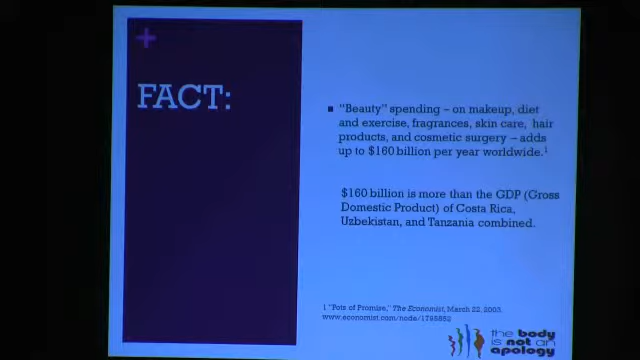 +
FACT:
"Beauty" spending – on makeup, diet
and exercise, fragrances, skin care, hair
products, and cosmetic surgery – adds
up to $160 billion per year worldwide.1
$160 billion is more than the GDP (Gross
Domestic Product) of Costa Rica,
Uzbekistan, and Tanzania combined.
1 "Pots of Promise," The Economist, March 22, 2003.
www.economist.com/node/1795852
the body
is not an
apology